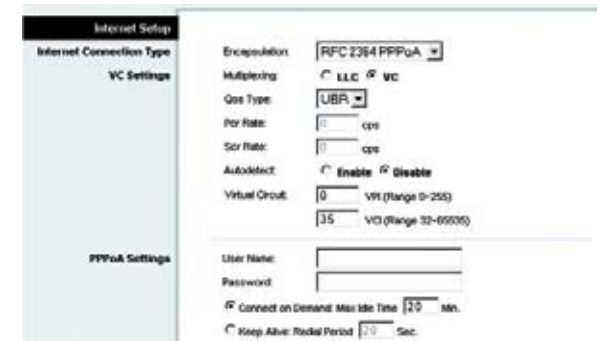 Internet Setup
Internet Connection Type Encapsulation: RFC 2364 PPPoA
VC Settings Multiplexing: LLC VC
Qos Type: UBR
Pcr Rate: 0 cps
Scr Rate: 0 cps
Autodetect: Enable Disable
Virtual Circuit: 0 VPI (Range 0~255)
35 VCI (Range 32~65535)
PPPoA Settings User Name:
Password:
Connect on Demand: Max Idle Time 20 Min.
Keep Alive: Redial Period 20 Sec.